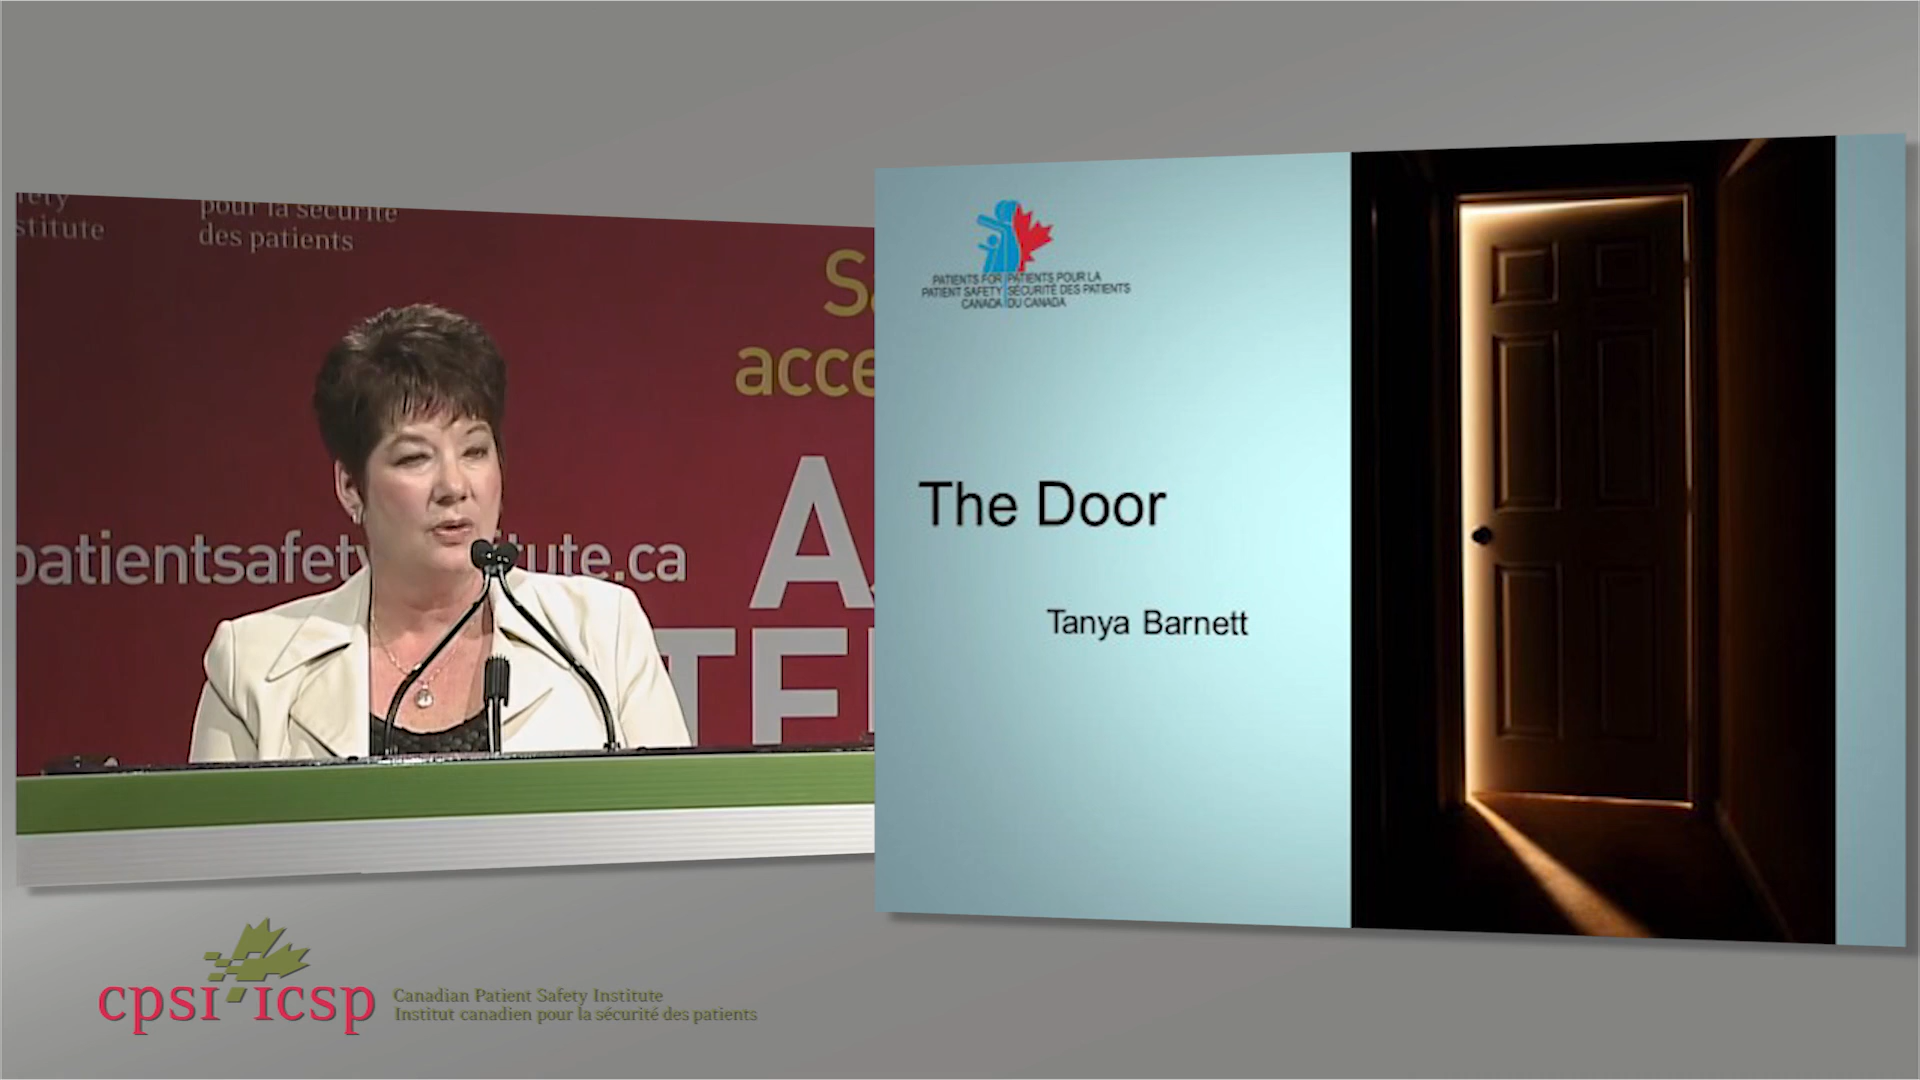 stitute
pour la sécurité
des patients
acce
patientsafety
tute.ca
PATIENTS FOR PATIENTS POUR LA
PATIENT SAFETY SÉCURITÉ DES PATIENTS
CANADA DU CANADA
The Door
Tanya Barnett
cpsi icsp
Canadian Patient Safety Institute
Institut canadien pour la sécurité des patients